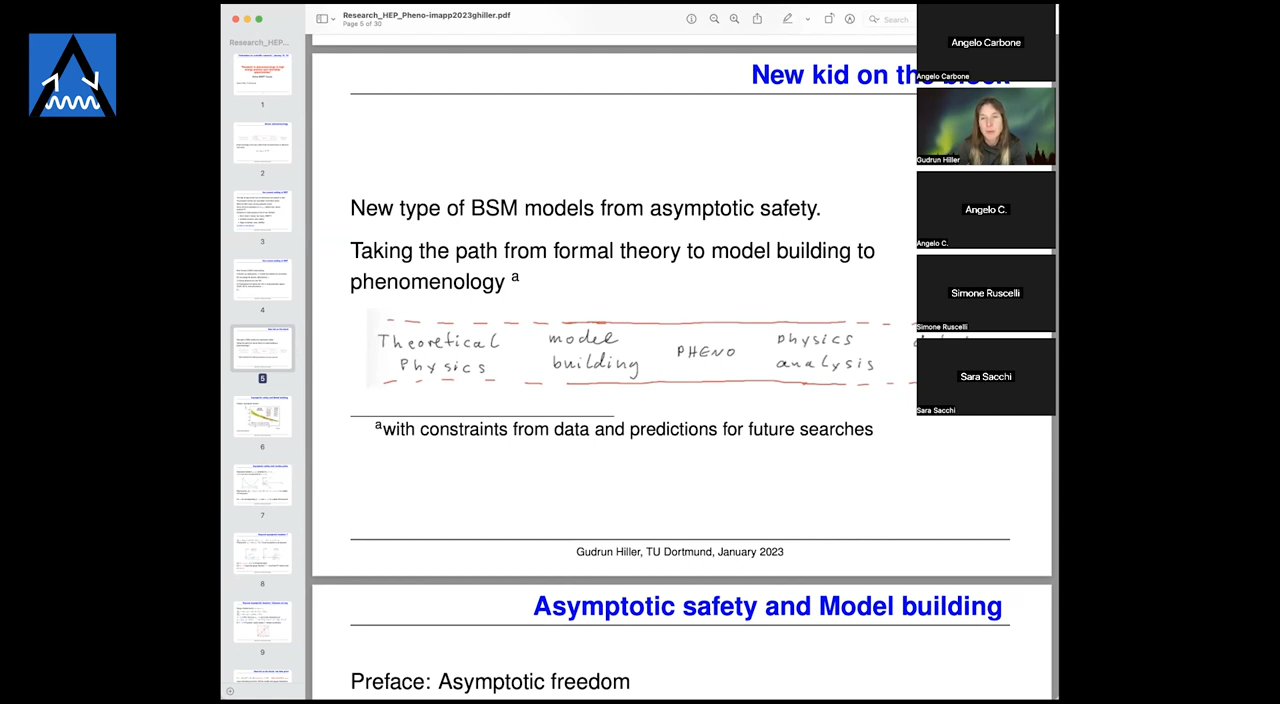 Research_HEP_Pheno-imapp2023ghiller.pdf
Page 5 of 30
Search
Research_HEP...
1
2
3
4
5
6
7
8
9
New kid on the block
New type of BSM models from asymptotic safety.
Taking the path from formal theory to model building to
phenomenology a
Theoretical model physics
Physics building PHENO analysis
a with constraints from data and predictions for future searches
Gudrun Hiller, TU Dortmund, January 2023
Asymptotic safety and Model building
Preface: Asymptotic freedom
Angelo Carbone
Angelo Carbone
Gudrun Hiller
Angelo C.
Angelo C.
Simone Ruscelli
Simone Ruscelli
Sara Sacchi
Sara Sacchi